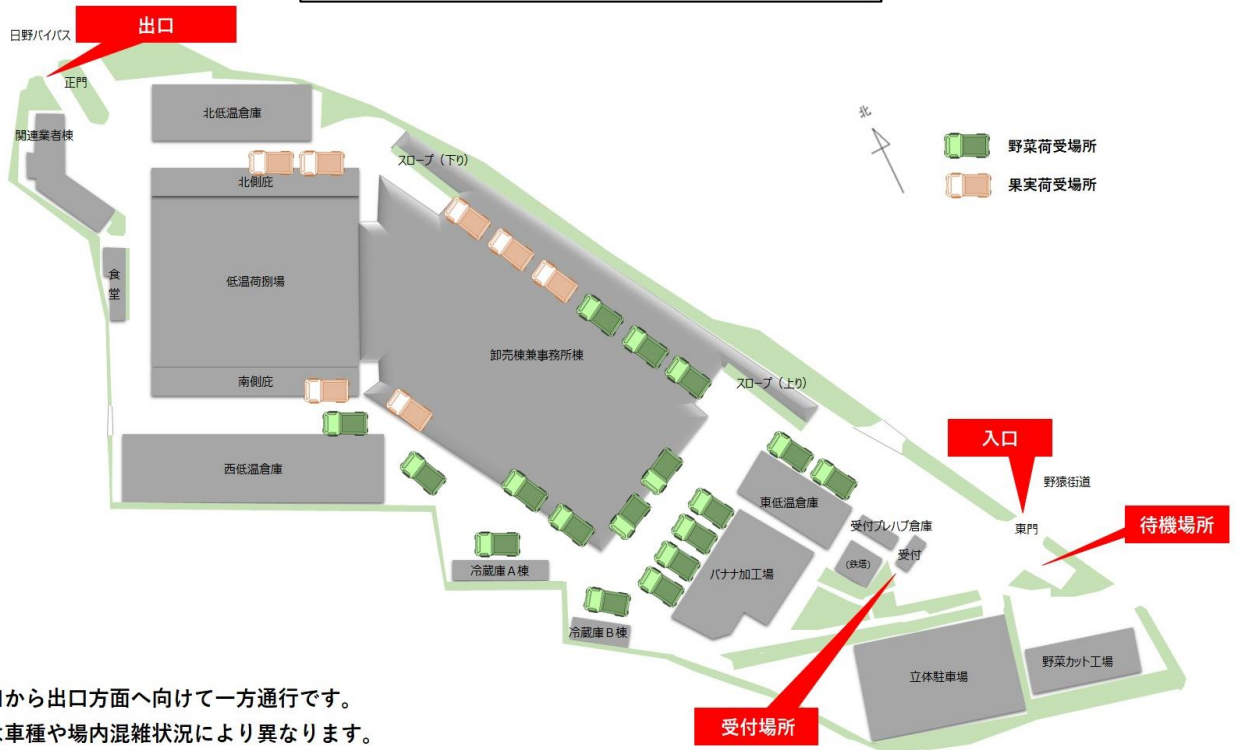 出口
日野バイパス
正門
北低温倉庫
関連業者棟
北
スロープ（下り）
野菜荷受場所
果実荷受場所
北側庇
食堂
低温荷捌場
卸売棟兼事務所棟
南側庇
スロープ（上り）
入口
西低温倉庫
野猿街道
東低温倉庫
受付プレハブ倉庫
東門
待機場所
受付
(鉄塔)
冷蔵庫A棟
バナナ加工場
冷蔵庫B棟
野菜カット工場
立体駐車場
から出口方面へ向けて一方通行です。
車種や場内混雑状況により異なります。
受付場所